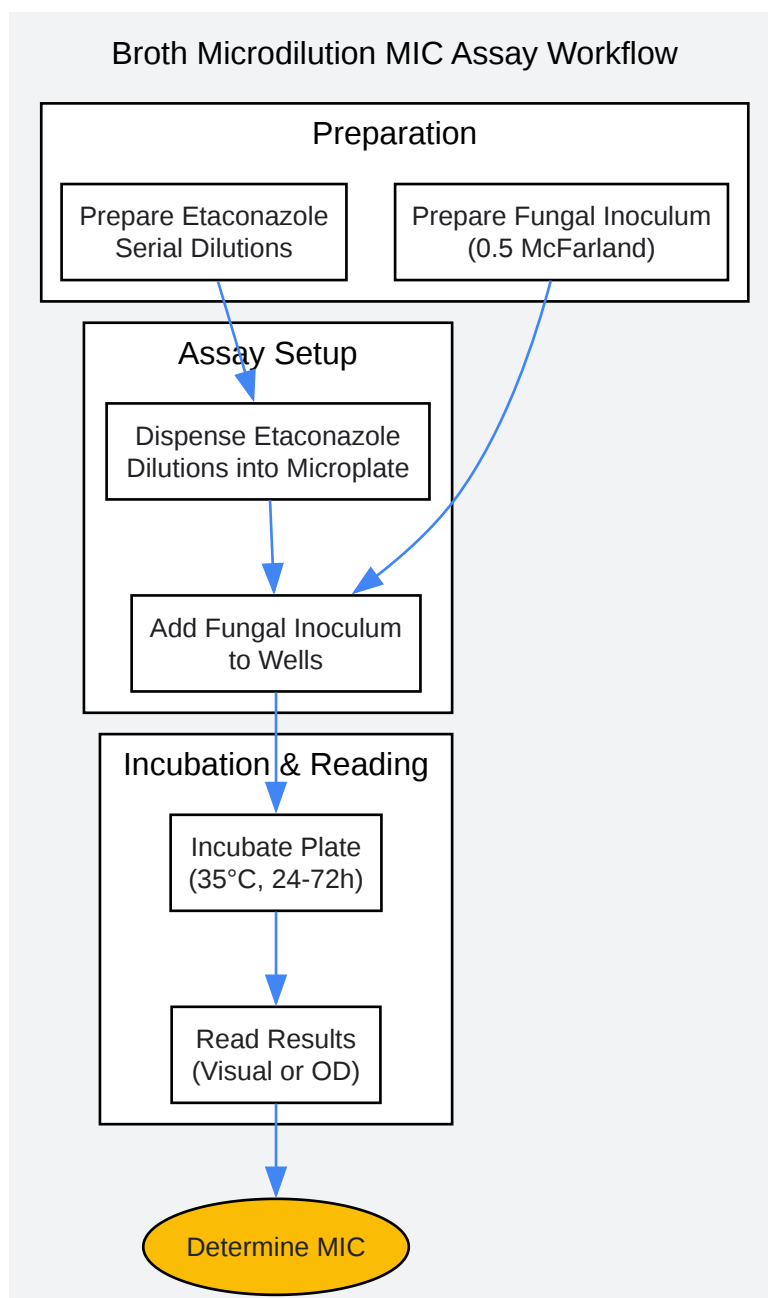 Broth Microdilution MIC Assay Workflow
Preparation
Prepare Etaconazole
Serial Dilutions
Prepare Fungal Inoculum
(0.5 McFarland)
Assay Setup
Dispense Etaconazole
Dilutions into Microplate
Add Fungal Inoculum
to Wells
Incubation & Reading
Incubate Plate
(35°C, 24-72h)
Read Results
(Visual or OD)
Determine MIC